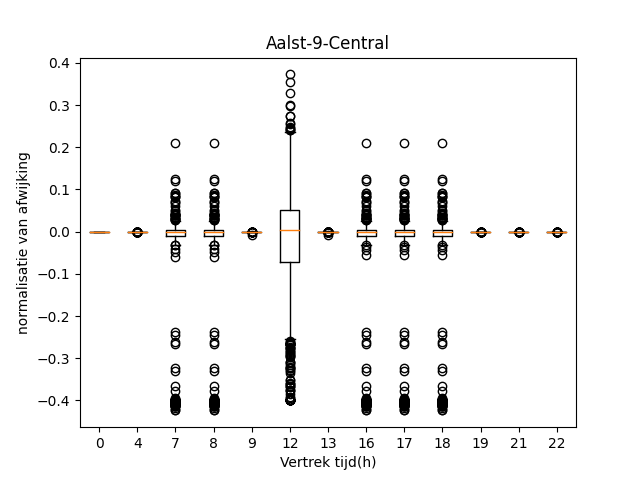 Aalst-9-Central
normalisatie van afwijking
0.4
0.3
0.2
0.1
0.0
−0.1
−0.2
−0.3
−0.4
0 4 7 8 9 12 13 16 17 18 19 21 22
Vertrek tijd(h)